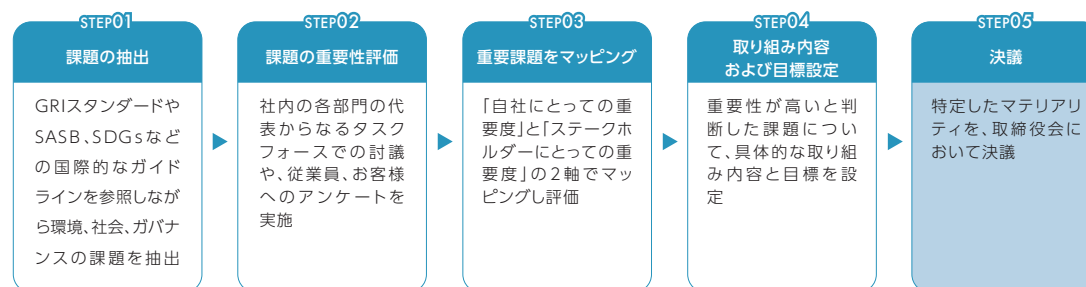 STEP01
課題の抽出
GRIスタンダードや
SASB、SDGsなど
の国際的なガイド
ラインを参照しなが
ら環境、社会、ガバナ
ンスの課題を抽出
STEP02
課題の重要性評価
社内の各部門の代
表からなるタスク
フォースでの討議
や、従業員、お客様
へのアンケートを
実施
STEP03
重要課題をマッピング
「自社にとっての重
要度」と「ステークホ
ルダーにとっての重
要度」の2軸でマッ
ピングし評価
STEP04
取り組み内容
および目標設定
重要性が高いと判
断した課題につい
て、具体的な取り組
み内容と目標を設
定
STEP05
決議
特定したマテリアリ
ティを、取締役会に
おいて決議